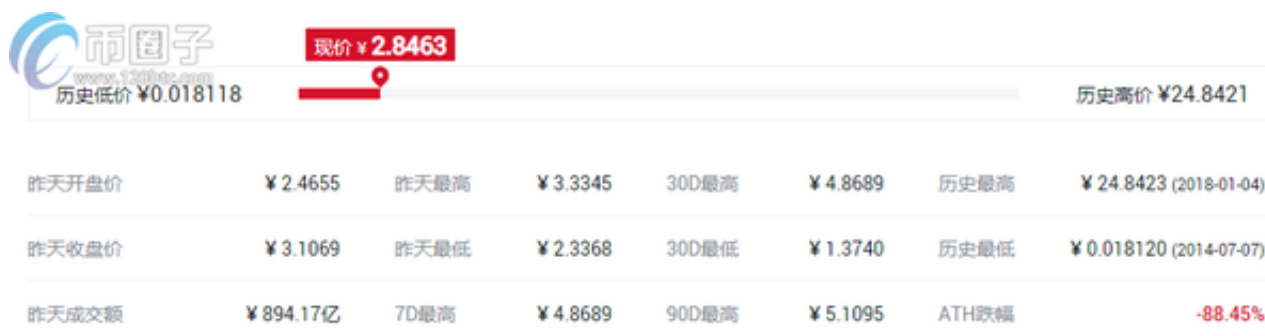 币圈子
www.120btc.com
现价 ¥ 2.8463
历史低价 ¥0.018118 历史高价 ¥24.8421
昨天开盘价 ¥ 2.4655 昨天最高 ¥ 3.3345 30D最高 ¥ 4.8689 历史最高 ¥ 24.8423 (2018-01-04)
昨天收盘价 ¥ 3.1069 昨天最低 ¥ 2.3368 30D最低 ¥ 1.3740 历史最低 ¥ 0.018120 (2014-07-07)
昨天成交额 ¥ 894.17亿 7D最高 ¥ 4.8689 90D最高 ¥ 5.1095 ATH跌幅 -88.45%